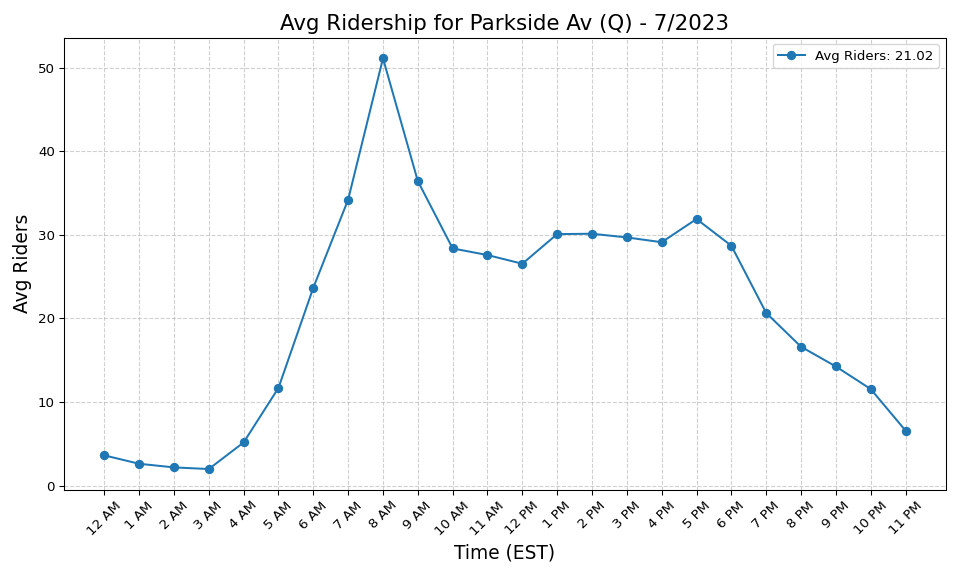 Avg Ridership for Parkside Av (Q) - 7/2023
Avg Riders: 21.02
Avg Riders
50
40
30
20
10
0
12 AM
1 AM
2 AM
3 AM
4 AM
5 AM
6 AM
7 AM
8 AM
9 AM
10 AM
11 AM
12 PM
1 PM
2 PM
3 PM
4 PM
5 PM
6 PM
7 PM
8 PM
9 PM
10 PM
11 PM
Time (EST)